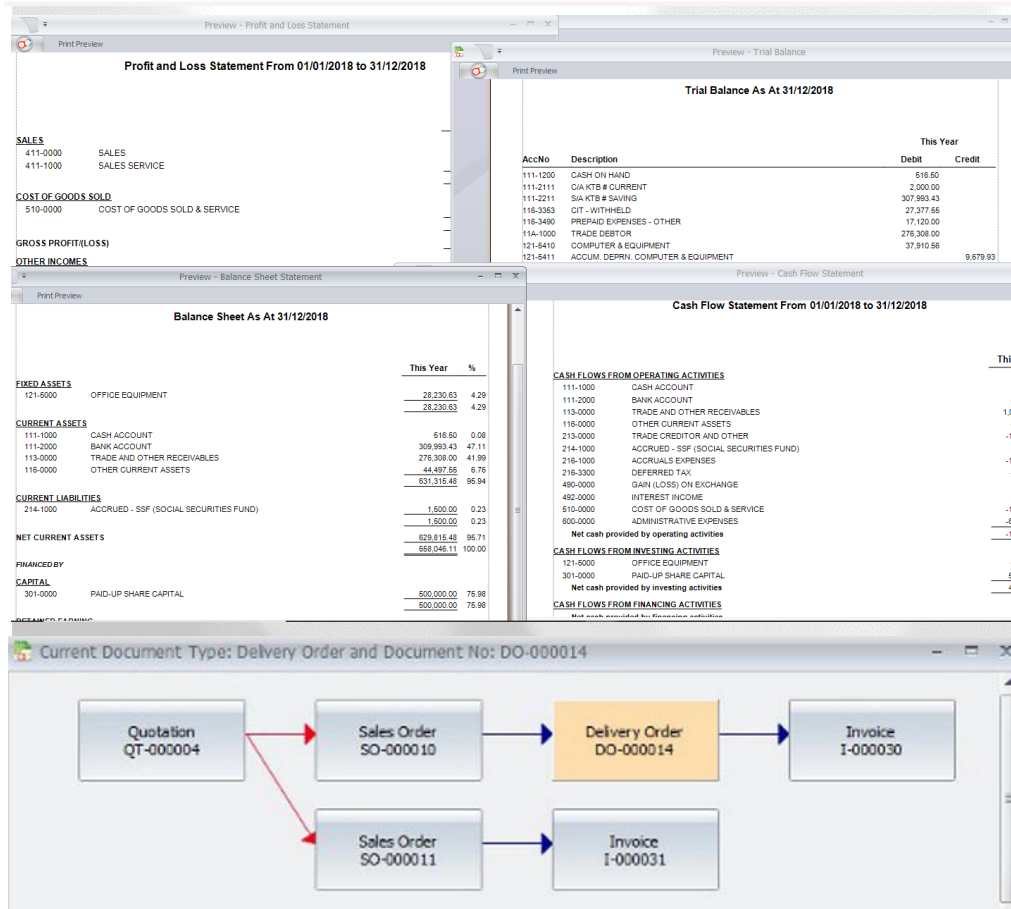 Preview - Profit and Loss Statement
Print Preview
Profit and Loss Statement From 01/01/2018 to 31/12/2018
SALES
411-0000 SALES
411-1000 SALES SERVICE
COST OF GOODS SOLD
510-0000 COST OF GOODS SOLD & SERVICE
GROSS PROFIT/(LOSS)
OTHER INCOMES
Preview - Trial Balance
Print Preview
Trial Balance As At 31/12/2018
This Year
AccNo Description Debit Credit
111-1200 CASH ON HAND 516.50
111-2111 C/A KTB # CURRENT 2,000.00
111-2211 S/A KTB # SAVING 307,993.43
116-3353 CIT - WITHHELD 27,377.55
116-3490 PREPAID EXPENSES - OTHER 17,120.00
11A-1000 TRADE DEBTOR 276,308.00
121-5410 COMPUTER & EQUIPMENT 37,910.56
121-5411 ACCUM. DEPRN. COMPUTER & EQUIPMENT 9,679.93
Preview - Balance Sheet Statement
Print Preview
Balance Sheet As At 31/12/2018
This Year %
FIXED ASSETS
121-5000 OFFICE EQUIPMENT 28,230.63 4.29
28,230.63 4.29
CURRENT ASSETS
111-1000 CASH ACCOUNT 516.50 0.08
111-2000 BANK ACCOUNT 309,993.43 47.11
113-0000 TRADE AND OTHER RECEIVABLES 276,308.00 41.99
116-0000 OTHER CURRENT ASSETS 44,497.55 6.76
631,315.48 95.94
CURRENT LIABILITIES
214-1000 ACCRUED - SSF (SOCIAL SECURITIES FUND) 1,500.00 0.23
1,500.00 0.23
NET CURRENT ASSETS 629,815.48 95.71
658,046.11 100.00
FINANCED BY
CAPITAL
301-0000 PAID-UP SHARE CAPITAL 500,000.00 75.98
500,000.00 75.98
RETAINED EARNING
Preview - Cash Flow Statement
Cash Flow Statement From 01/01/2018 to 31/12/2018
CASH FLOWS FROM OPERATING ACTIVITIES
111-1000 CASH ACCOUNT
111-2000 BANK ACCOUNT
113-0000 TRADE AND OTHER RECEIVABLES
116-0000 OTHER CURRENT ASSETS
213-0000 TRADE CREDITOR AND OTHER
214-1000 ACCRUED - SSF (SOCIAL SECURITIES FUND)
216-1000 ACCRUALS EXPENSES
216-3300 DEFERRED TAX
490-0000 GAIN (LOSS) ON EXCHANGE
492-0000 INTEREST INCOME
510-0000 COST OF GOODS SOLD & SERVICE
600-0000 ADMINISTRATIVE EXPENSES
Net cash provided by operating activities
CASH FLOWS FROM INVESTING ACTIVITIES
121-5000 OFFICE EQUIPMENT
301-0000 PAID-UP SHARE CAPITAL
Net cash provided by investing activities
CASH FLOWS FROM FINANCING ACTIVITIES
Net cash provided by financing activities
Current Document Type: Delivery Order and Document No: DO-000014
Quotation
QT-000004
Sales Order
SO-000010
Delivery Order
DO-000014
Invoice
I-000030
Sales Order
SO-000011
Invoice
I-000031